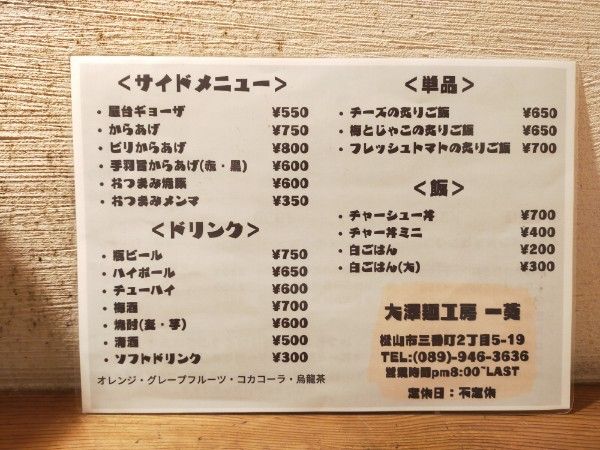 <サイドメニュー>
・屋台ギョーザ ¥550
・からあげ ¥750
・ピリからあげ ¥800
・手羽旨からあげ(赤・黒) ¥600
・おつまみ焼豚 ¥600
・おつまみメンマ ¥350
<ドリンク>
・瓶ビール ¥750
・ハイボール ¥650
・チューハイ ¥600
・梅酒 ¥700
・焼酎(麦・芋) ¥600
・清酒 ¥500
・ソフトドリンク ¥300
オレンジ・グレープフルーツ・コカコーラ・烏龍茶
<単品>
・チーズの炙りご飯 ¥650
・梅とじゃこの炙りご飯 ¥650
・フレッシュトマトの炙りご飯 ¥700
<飯>
・チャーシュー丼 ¥700
・チャー丼ミニ ¥400
・白ごはん ¥200
・白ごはん(大) ¥300
大澤麺工房 一葵
松山市三番町2丁目5-19
TEL:(089)-946-3636
営業時間pm8:00~LAST
定休日：不定休